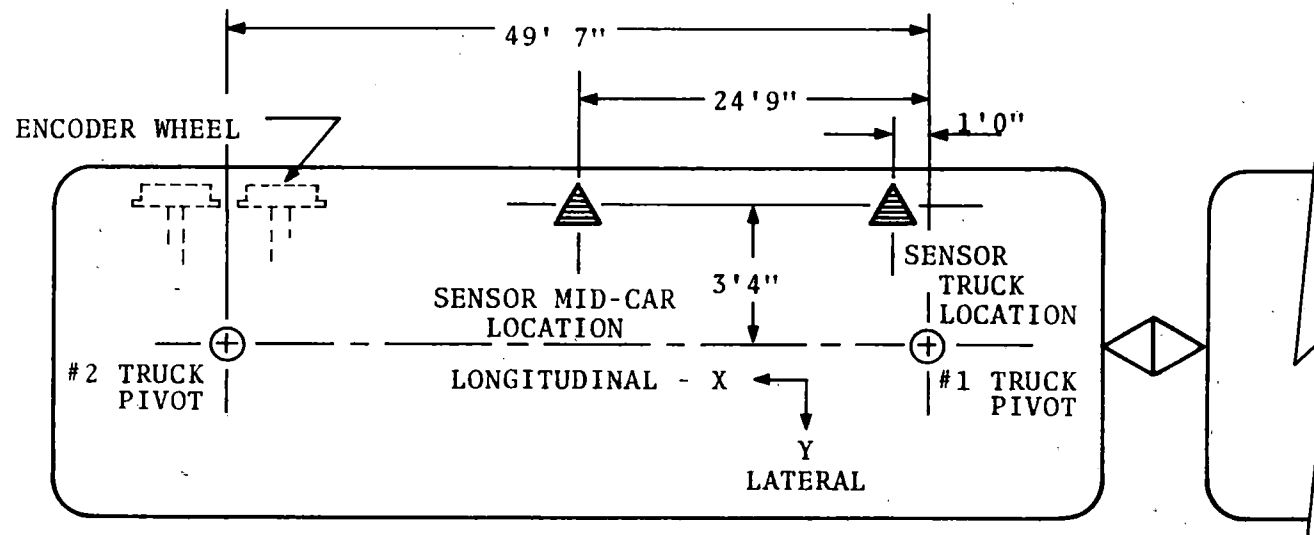 49' 7"
24'9"
1'0"
ENCODER WHEEL
SENSOR
TRUCK
LOCATION
3'4"
SENSOR MID-CAR
LOCATION
#2 TRUCK
PIVOT
LONGITUDINAL - X
#1 TRUCK
PIVOT
Y
LATERAL